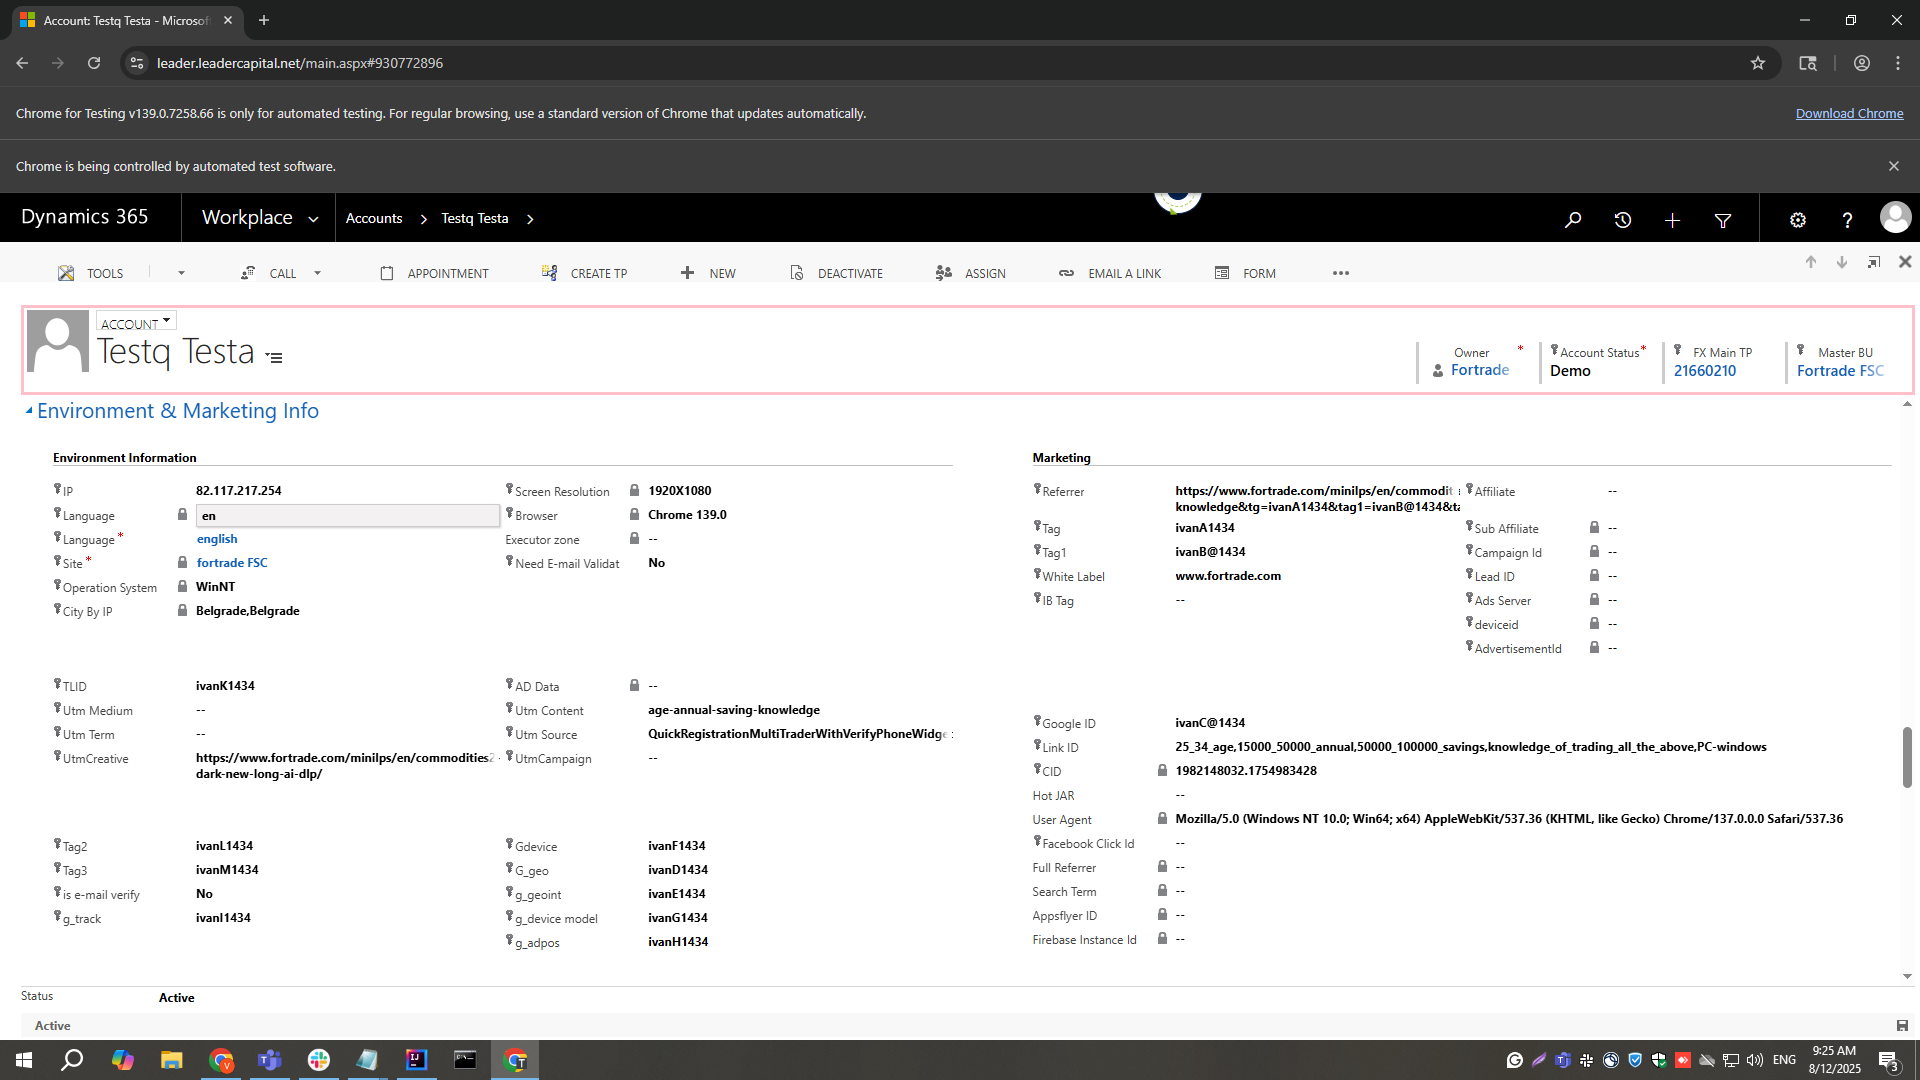 Account: Testq Testa - Microsof
leader.leadercapital.net/main.aspx#930772896
Chrome for Testing v139.0.7258.66 is only for automated testing. For regular browsing, use a standard version of Chrome that updates automatically.
Download Chrome
Chrome is being controlled by automated test software.
Dynamics 365
Workplace
Accounts
Testq Testa
TOOLS
CALL
APPOINTMENT
CREATE TP
NEW
DEACTIVATE
ASSIGN
EMAIL A LINK
FORM
ACCOUNT
Testq Testa
Owner *
Fortrade
Account Status *
Demo
FX Main TP
21660210
Master BU
Fortrade FSC
Environment & Marketing Info
Environment Information
IP 82.117.217.254
Language en
Language * english
Site * fortrade FSC
Operation System WinNT
City By IP Belgrade,Belgrade
Screen Resolution 1920X1080
Browser Chrome 139.0
Executor zone --
Need E-mail Validat No
TLID ivanK1434
Utm Medium --
Utm Term --
UtmCreative https://www.fortrade.com/minilps/en/commodities2-
dark-new-long-ai-dlp/
AD Data --
Utm Content age-annual-saving-knowledge
Utm Source QuickRegistrationMultiTraderWithVerifyPhoneWidge
UtmCampaign --
Tag2 ivanL1434
Tag3 ivanM1434
is e-mail verify No
g_track ivanI1434
Gdevice ivanF1434
G_geo ivanD1434
g_geoint ivanE1434
g_device model ivanG1434
g_adpos ivanH1434
Marketing
Referrer https://www.fortrade.com/minilps/en/commodit
knowledge&tg=ivanA1434&tag1=ivanB@1434&ta
Tag ivanA1434
Tag1 ivanB@1434
White Label www.fortrade.com
IB Tag --
Affiliate --
Sub Affiliate --
Campaign Id --
Lead ID --
Ads Server --
deviceid --
AdvertisementId --
Google ID ivanC@1434
Link ID 25_34_age,15000_50000_annual,50000_100000_savings,knowledge_of_trading_all_the_above,PC-windows
CID 1982148032.1754983428
Hot JAR --
User Agent Mozilla/5.0 (Windows NT 10.0; Win64; x64) AppleWebKit/537.36 (KHTML, like Gecko) Chrome/137.0.0.0 Safari/537.36
Facebook Click Id --
Full Referrer --
Search Term --
Appsflyer ID --
Firebase Instance Id --
Status Active
Active
ENG
9:25 AM
8/12/2025
3